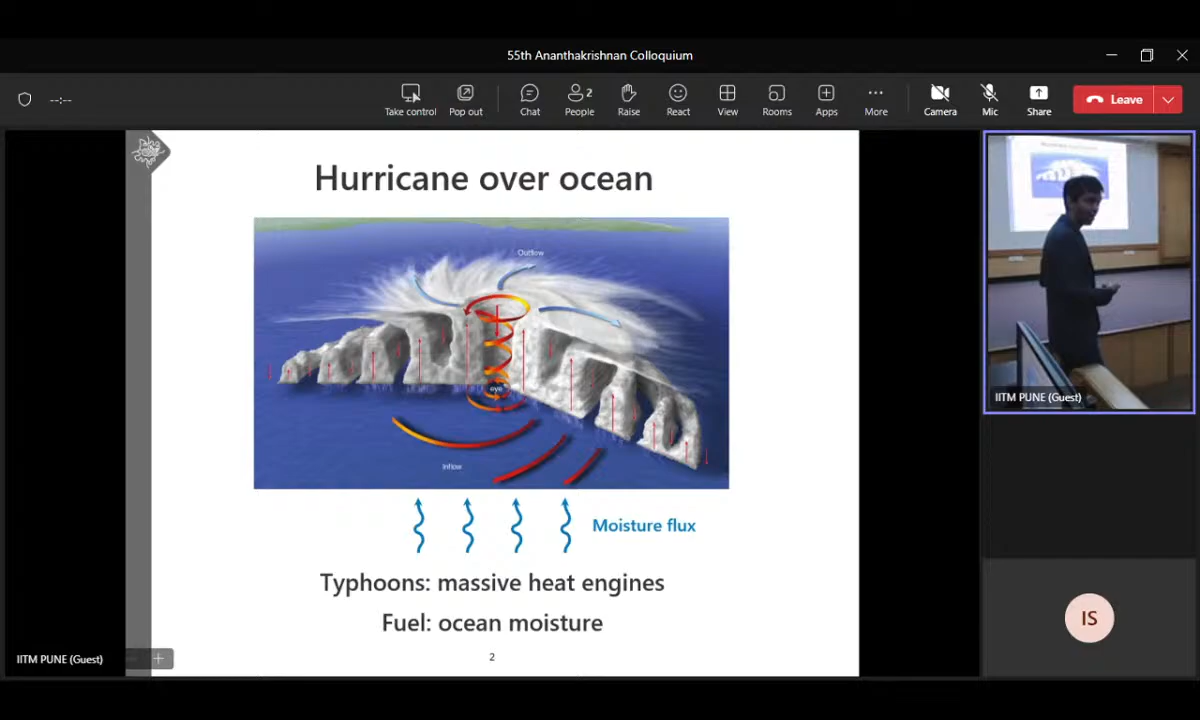 55th Ananthakrishnan Colloquium
--:--
Take control
Pop out
Chat
2
People
Raise
React
View
Rooms
Apps
More
Camera
Mic
Share
Leave
Hurricane over ocean
Outflow
eye
Inflow
Moisture flux
Typhoons: massive heat engines
Fuel: ocean moisture
2
IITM PUNE (Guest)
IITM PUNE (Guest)
IS